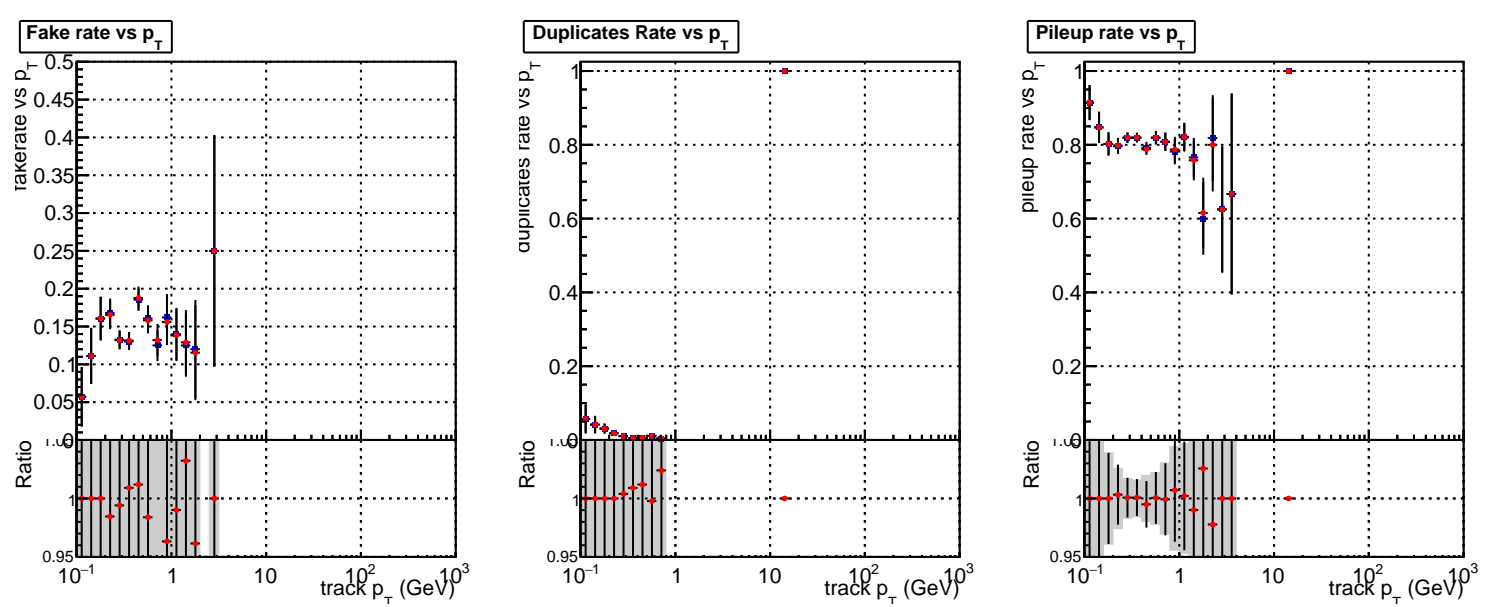 Fake rate vs p_T
fakerate vs p_T
0.5
0.45
0.4
0.35
0.3
0.25
0.2
0.15
0.1
0.05
0
Ratio
1
0.95
10^−1 1 10 10^2 10^3
track p_T (GeV)
Duplicates Rate vs p_T
duplicates rate vs p_T
1
0.8
0.6
0.4
0.2
0
Ratio
1
0.95
10^−1 1 10 10^2 10^3
track p_T (GeV)
Pileup rate vs p_T
pileup rate vs p_T
1
0.8
0.6
0.4
0.2
0
Ratio
1
0.95
10^−1 1 10 10^2 10^3
track p_T (GeV)